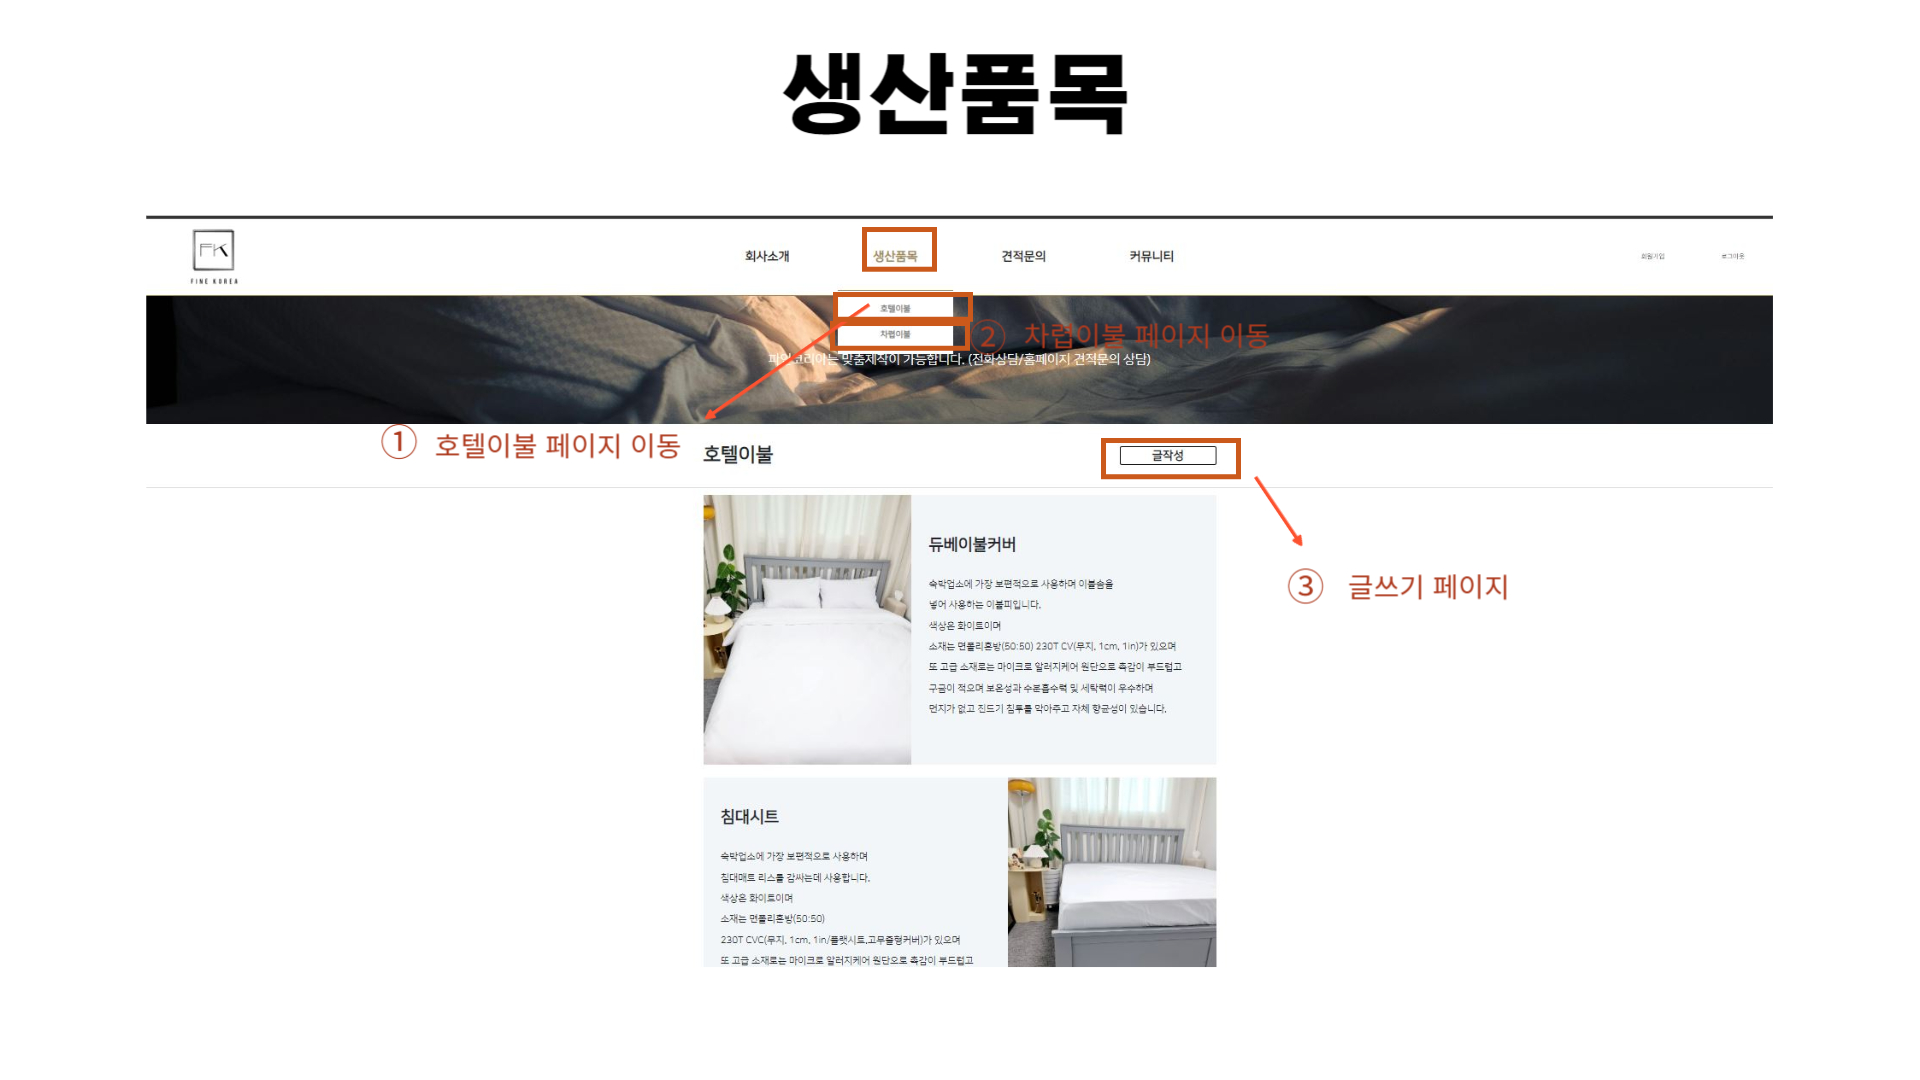 생산품목
FK
FINE KOREA
회사소개
생산품목
견적문의
커뮤니티
회원가입
로그아웃
호텔이불
차렵이불
② 차렵이불 페이지 이동
파인코리아는 맞춤제작이 가능합니다. (전화상담/홈페이지 견적문의 상담)
① 호텔이불 페이지 이동
호텔이불
글작성
③ 글쓰기 페이지
듀베이불커버
숙박업소에 가장 보편적으로 사용하며 이불솜을
넣어 사용하는 이불피입니다.
색상은 화이트이며
소재는 면폴리혼방(50:50) 230T CV(무지, 1cm, 1in)가 있으며
또 고급 소재로는 마이크로 알러지케어 원단으로 촉감이 부드럽고
구김이 적으며 보온성과 수분흡수력 및 세탁력이 우수하며
먼지가 없고 진드기 침투를 막아주고 자체 향균성이 있습니다.
침대시트
숙박업소에 가장 보편적으로 사용하며
침대매트 리스를 감싸는데 사용합니다.
색상은 화이트이며
소재는 면폴리혼방(50:50)
230T CVC(무지, 1cm, 1in/플랫시트,고무줄형커버)가 있으며
또 고급 소재로는 마이크로 알러지케어 원단으로 촉감이 부드럽고